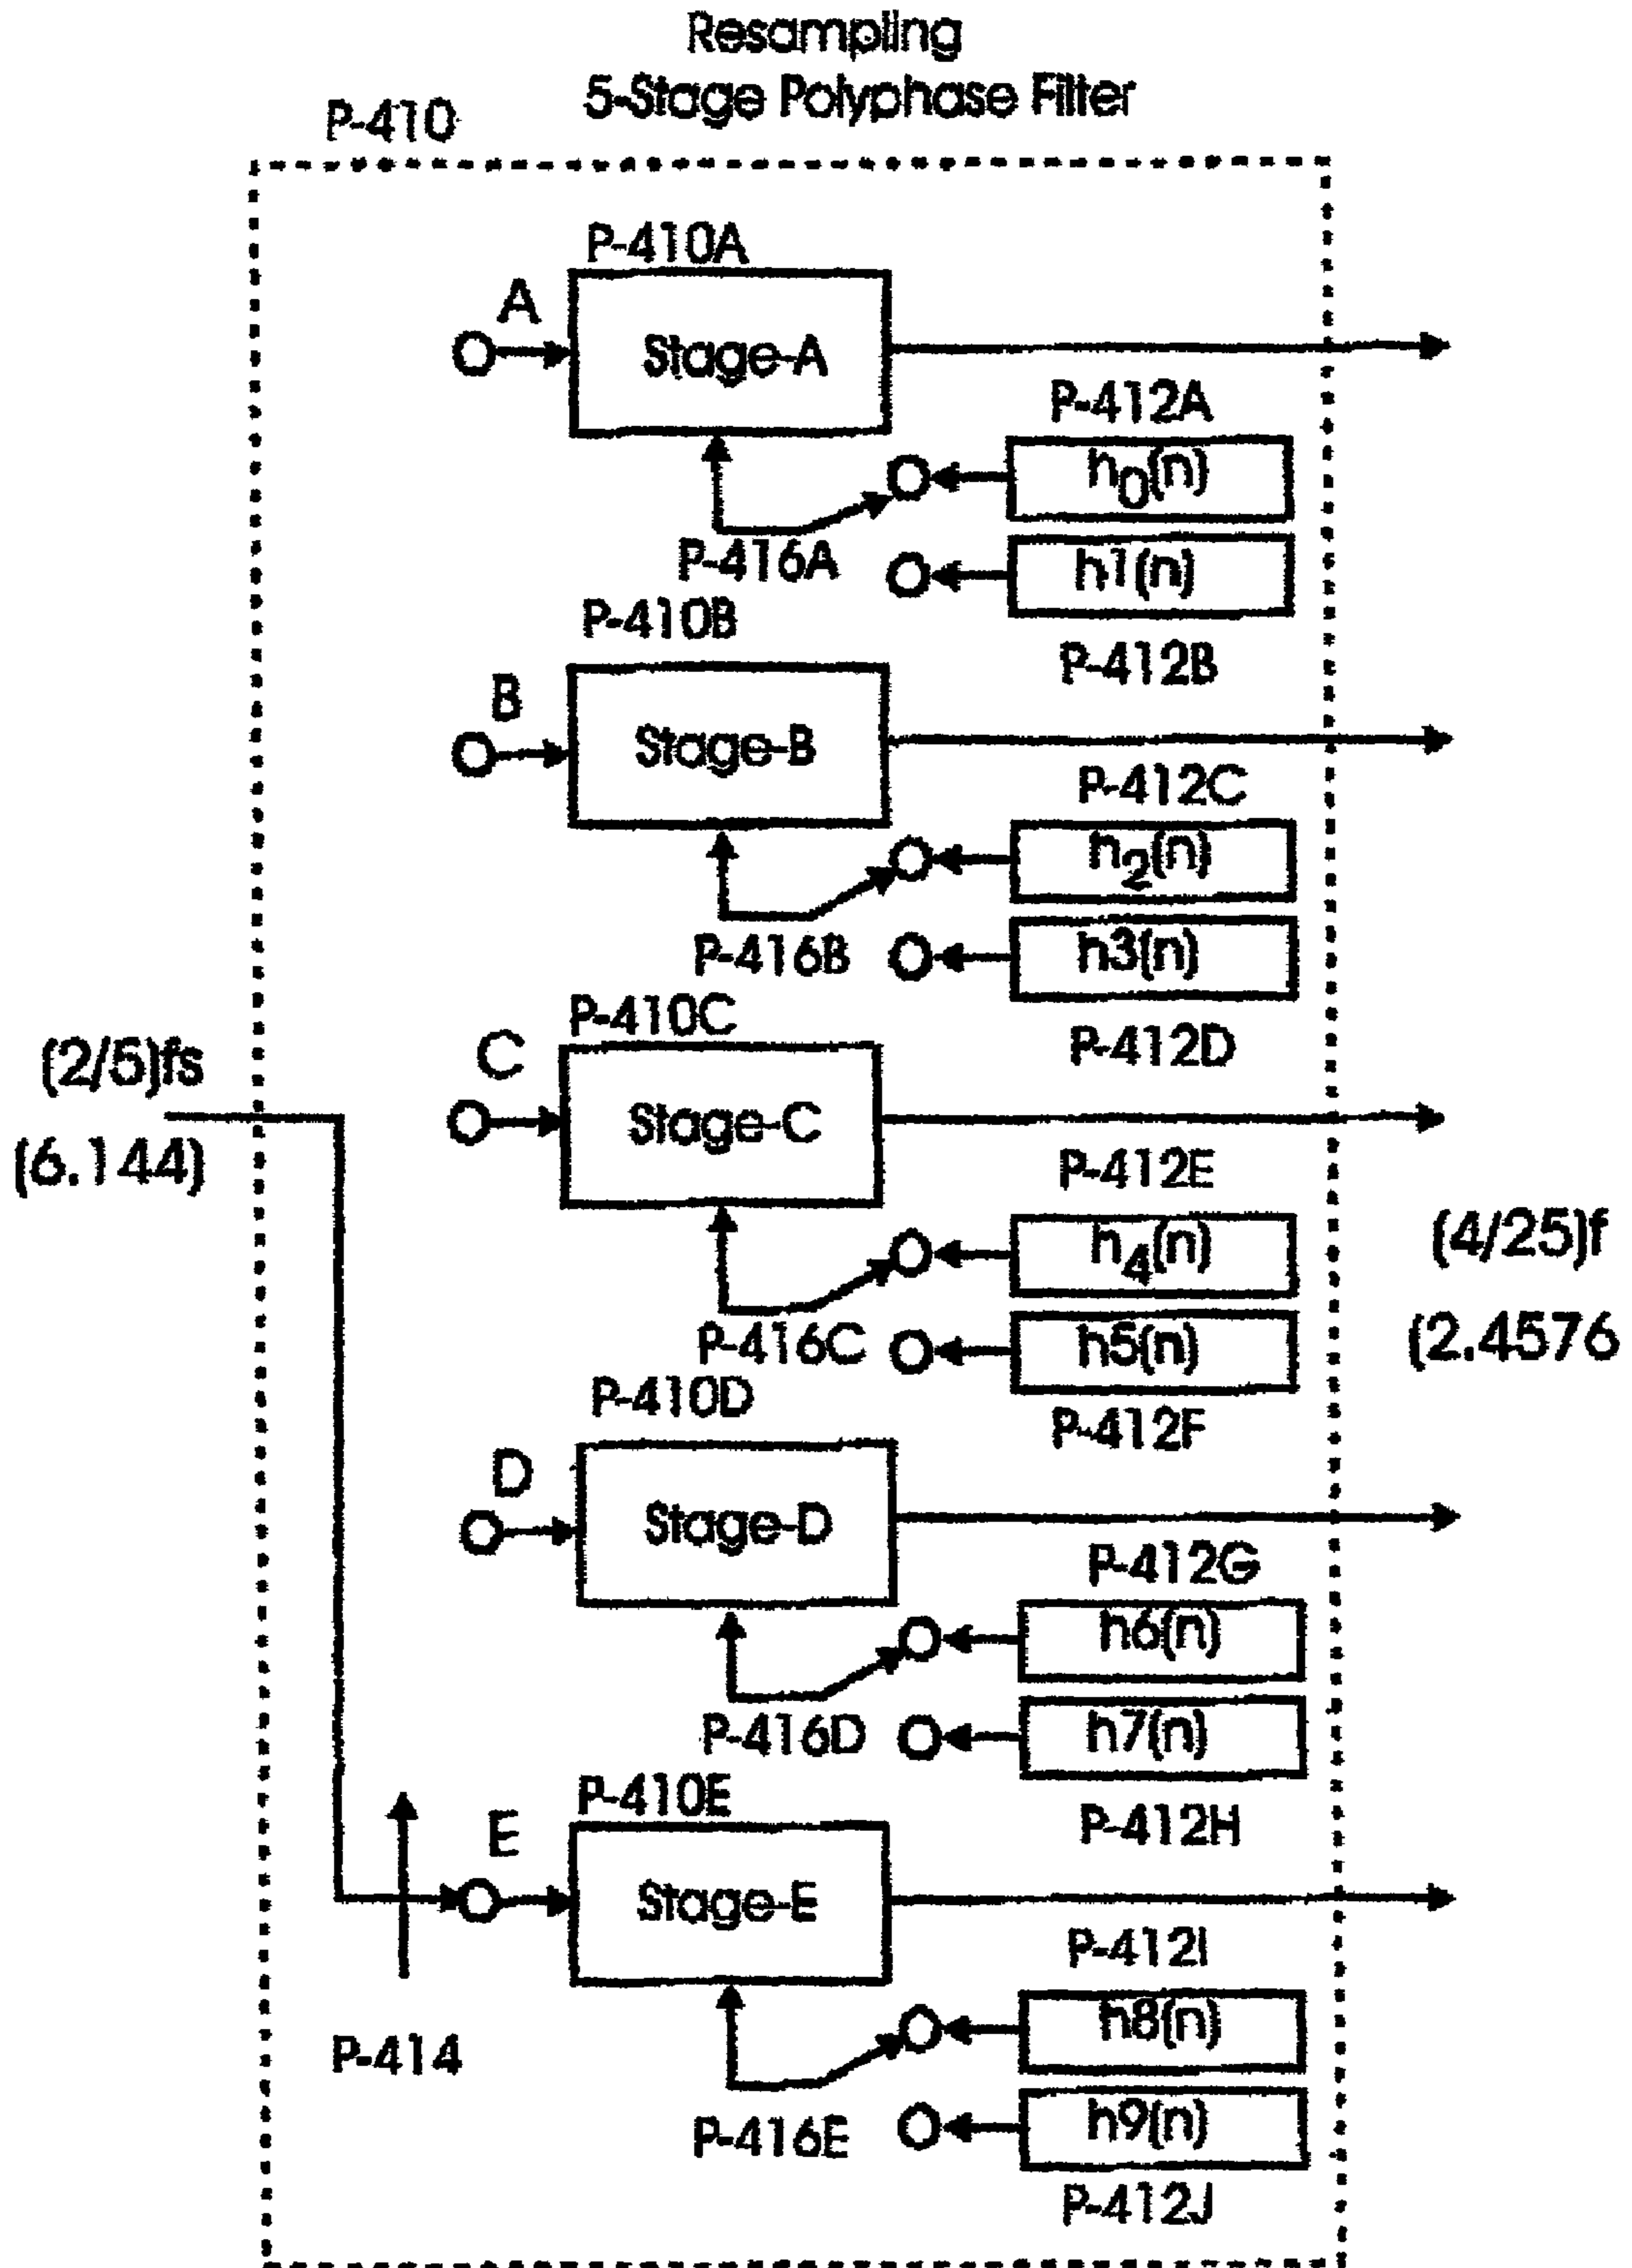 Resampling
5-Stage Polyphase Filter
P-410
P-410A
A
Stage-A
P-412A
h0(n)
P-416A
h1(n)
P-410B
P-412B
B
Stage-B
P-412C
h2(n)
P-416B
h3(n)
P-410C
P-412D
(2/5)fs
C
Stage-C
(6.144)
P-412E
(4/25)f
h4(n)
P-416C
h5(n)
(2.4576
P-410D
P-412F
D
Stage-D
P-412G
h6(n)
P-416D
h7(n)
P-410E
P-412H
E
Stage-E
P-412I
P-414
h8(n)
P-416E
h9(n)
P-412J